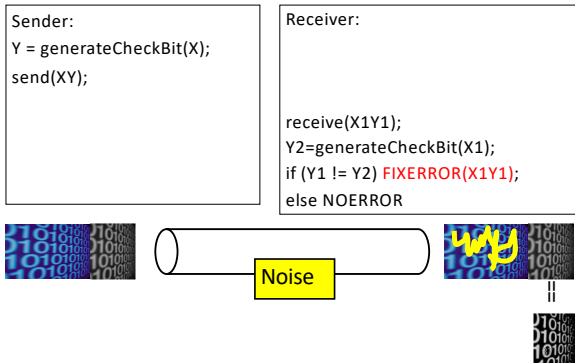 Sender:
Y = generateCheckBit(X);
send(XY);
Receiver:
receive(X1Y1);
Y2=generateCheckBit(X1);
if (Y1 != Y2) FIXERROR(X1Y1);
else NOERROR
Noise
=